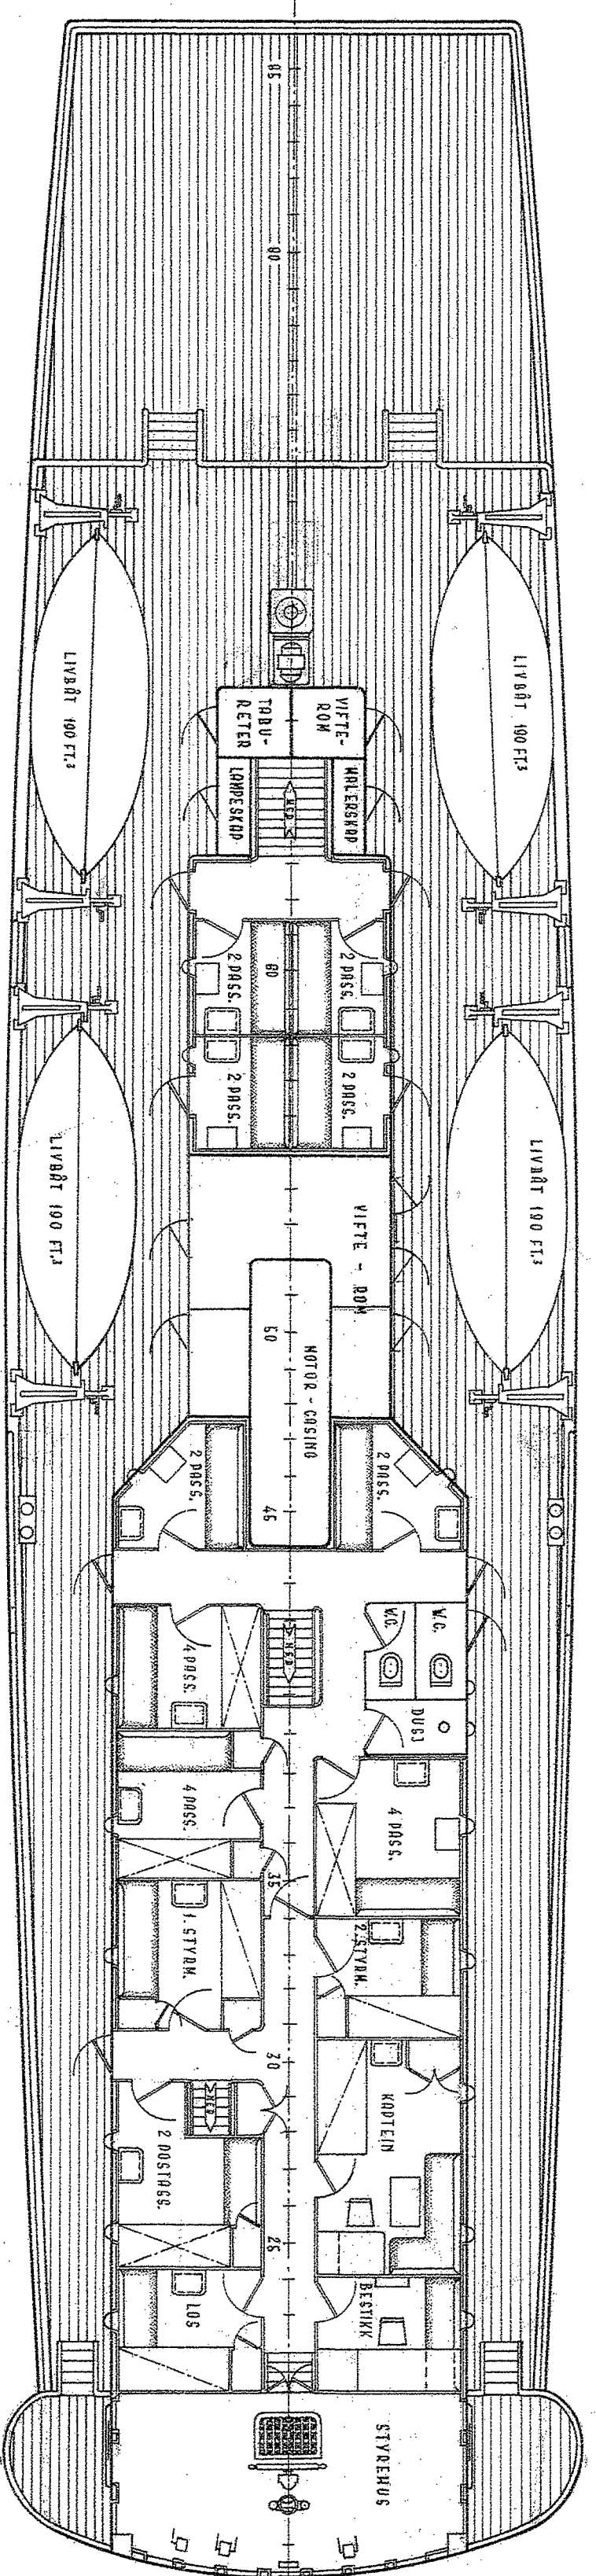 85
80
LIVBÅT 190 FT.³
LIVBÅT 190 FT.³
TABU-
RETER
VIFTE-
ROM
LANDESKAP
MALERSKAP
NED
2 PASS.
60
2 PASS.
2 PASS.
2 PASS.
LIVBÅT 190 FT.³
LIVBÅT 190 FT.³
VIFTE - ROM
50
MOTOR - CASING
2 PASS.
45
2 PASS.
W.C.
W.C.
NED
4 PASS.
DUSJ
4 PASS.
4 PASS.
35
1. STYRM.
2. STYRM.
30
NED
KAPTEIN
2 POSTASS.
25
LOS
BESTIKK
STYREHUS